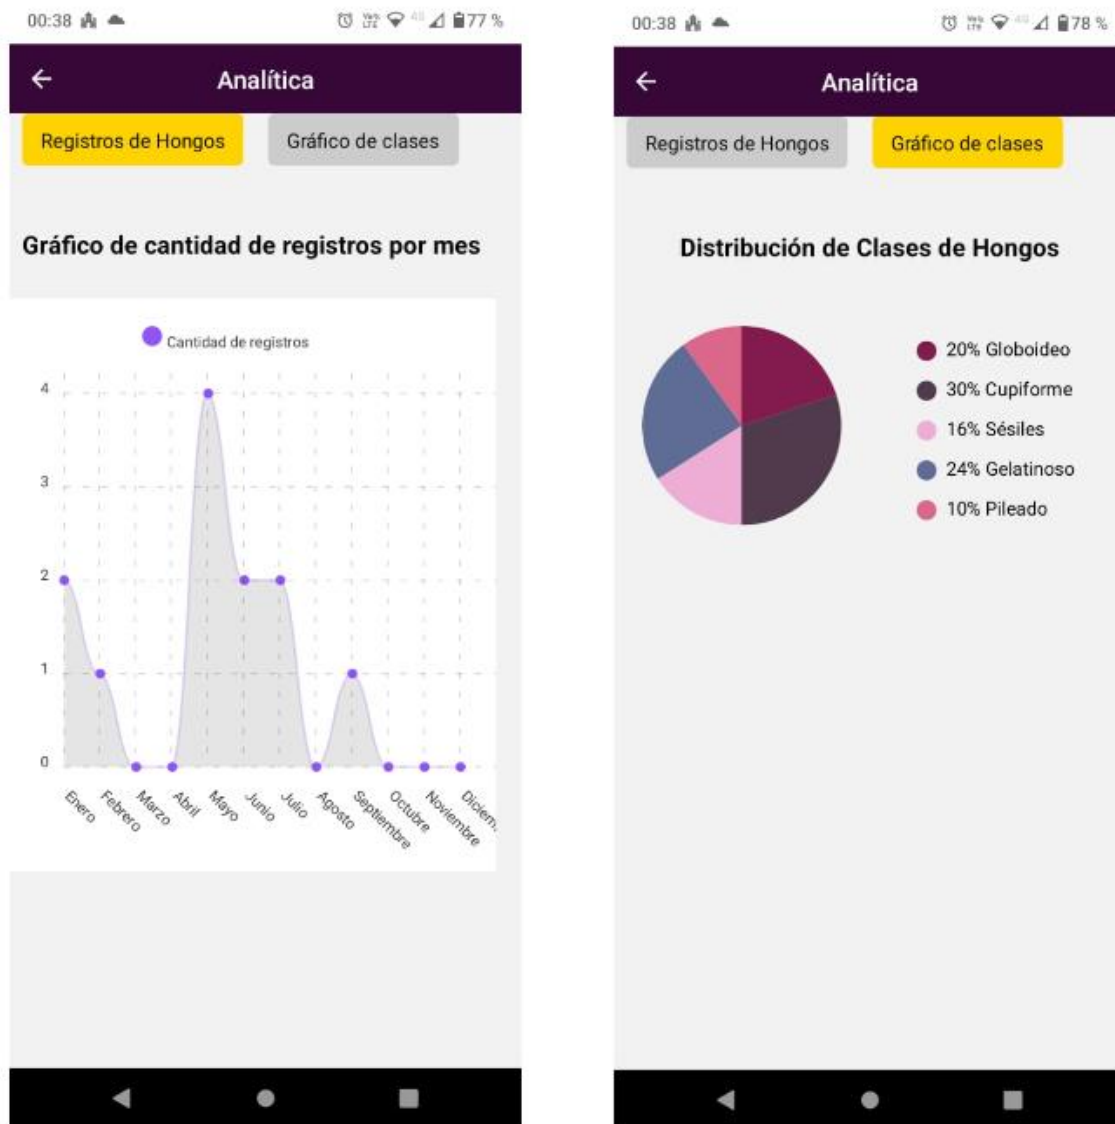 00:38
77 %
Analítica
Registros de Hongos
Gráfico de clases
Gráfico de cantidad de registros por mes
Cantidad de registros
4
3
2
1
0
Enero
Febrero
Marzo
Abril
Mayo
Junio
Julio
Agosto
Septiembre
Octubre
Noviembre
Diciem
00:38
78 %
Analítica
Registros de Hongos
Gráfico de clases
Distribución de Clases de Hongos
20% Globoideo
30% Cupiforme
16% Sésiles
24% Gelatinoso
10% Pileado